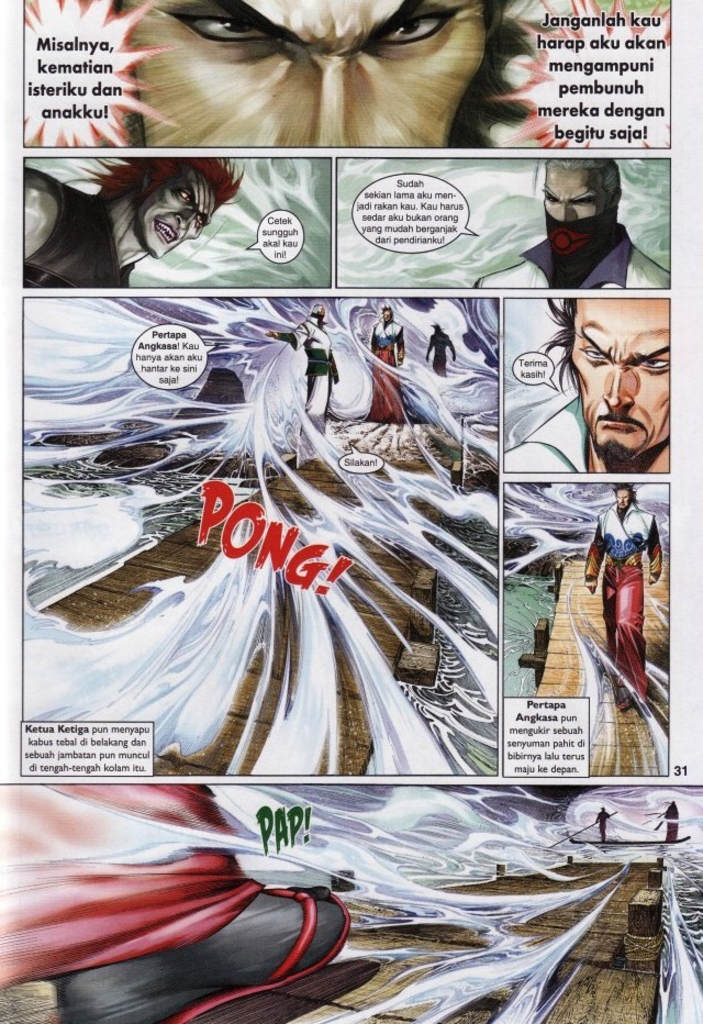 Misalnya,
kematian
isteriku dan
anakku!
Janganlah kau
harap aku akan
mengampuni
pembunuh
mereka dengan
begitu saja!
Cetek
sungguh
akal kau
ini!
Sudah
sekian lama aku men-
jadi rakan kau. Kau harus
sedar aku bukan orang
yang mudah berganjak
dari pendirianku!
Pertapa
Angkasa! Kau
hanya akan aku
hantar ke sini
saja!
Silakan!
PONG!
Ketua Ketiga pun menyapu
kabus tebal di belakang dan
sebuah jambatan pun muncul
di tengah-tengah kolam itu.
Terima
kasih!
Pertapa
Angkasa pun
mengukir sebuah
senyuman pahit di
bibirnya lalu terus
maju ke depan.
31
PAP!